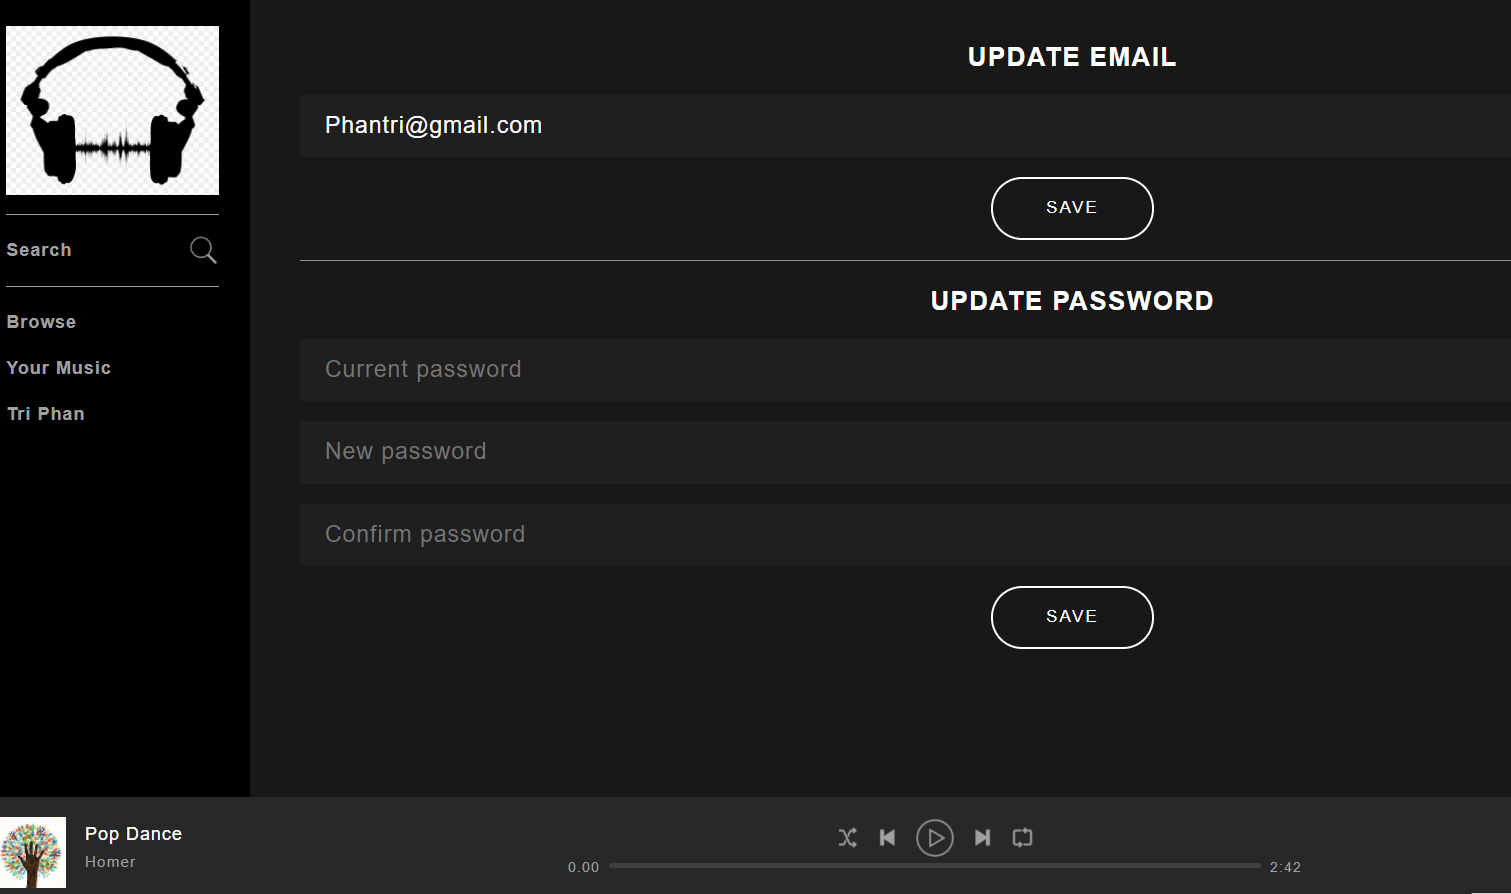 UPDATE EMAIL
Phantri@gmail.com
SAVE
Search
Browse
Your Music
Tri Phan
UPDATE PASSWORD
Current password
New password
Confirm password
SAVE
Pop Dance
Homer
0.00
2:42